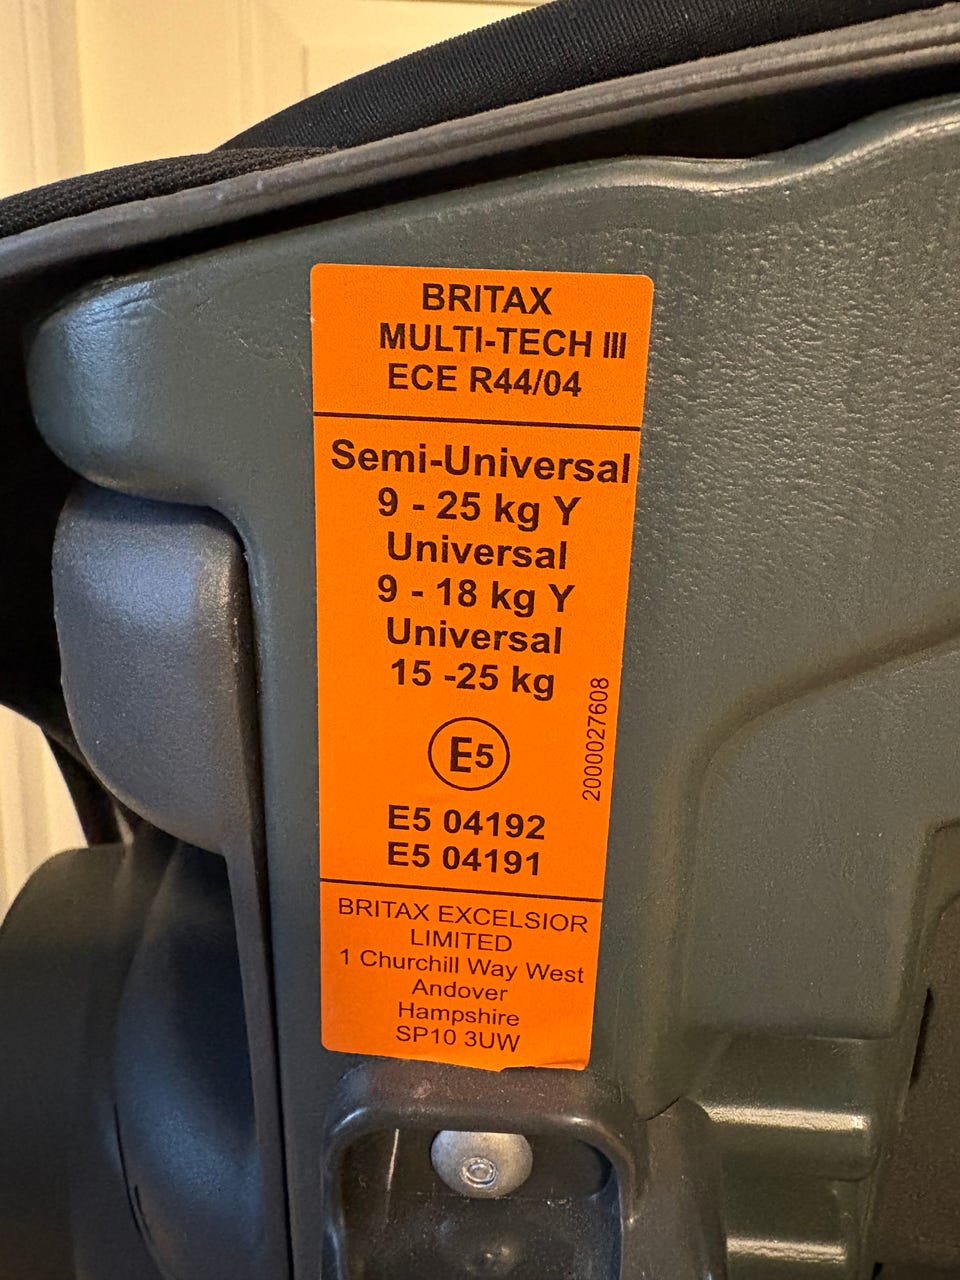 BRITAX
MULTI-TECH III
ECE R44/04
Semi-Universal
9 - 25 kg Y
Universal
9 - 18 kg Y
Universal
15 -25 kg
2000027608
E5
E5 04192
E5 04191
BRITAX EXCELSIOR
LIMITED
1 Churchill Way West
Andover
Hampshire
SP10 3UW